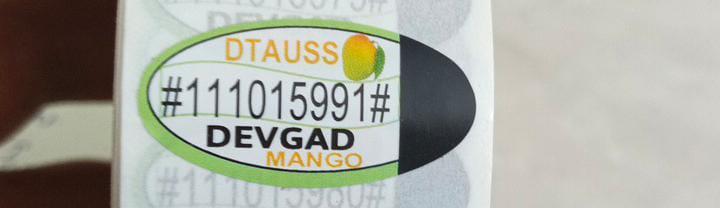 DTAUSS
#111015991#
DEVGAD
MANGO